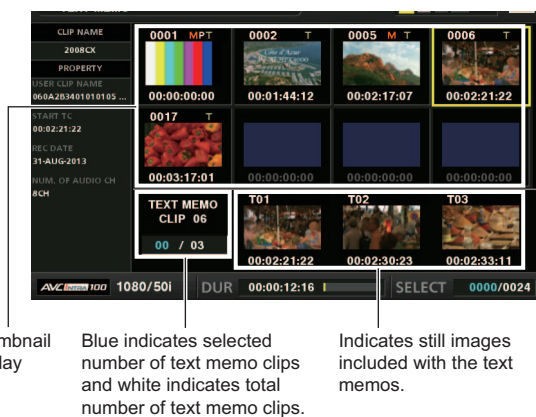 CLIP NAME
2008CX
PROPERTY
USER CLIP NAME
060A2B3401010105 ...
START TC
00:02:21:22
REC DATE
31-AUG-2013
NUM. OF AUDIO CH
8CH
0001 MPT
00:00:00:00
0002 T
00:01:44:12
0005 M T
00:02:17:07
0006 T
00:02:21:22
0017 T
00:03:17:01
00:00:00:00
00:00:00:00
00:00:00:00
TEXT MEMO
CLIP 06
00 / 03
T01
00:02:21:22
T02
00:02:30:23
T03
00:02:33:11
AVC INTRA 100 1080/50i DUR 00:00:12:16 SELECT 0000/0024
mbnail
lay
Blue indicates selected
number of text memo clips
and white indicates total
number of text memo clips.
Indicates still images
included with the text
memos.